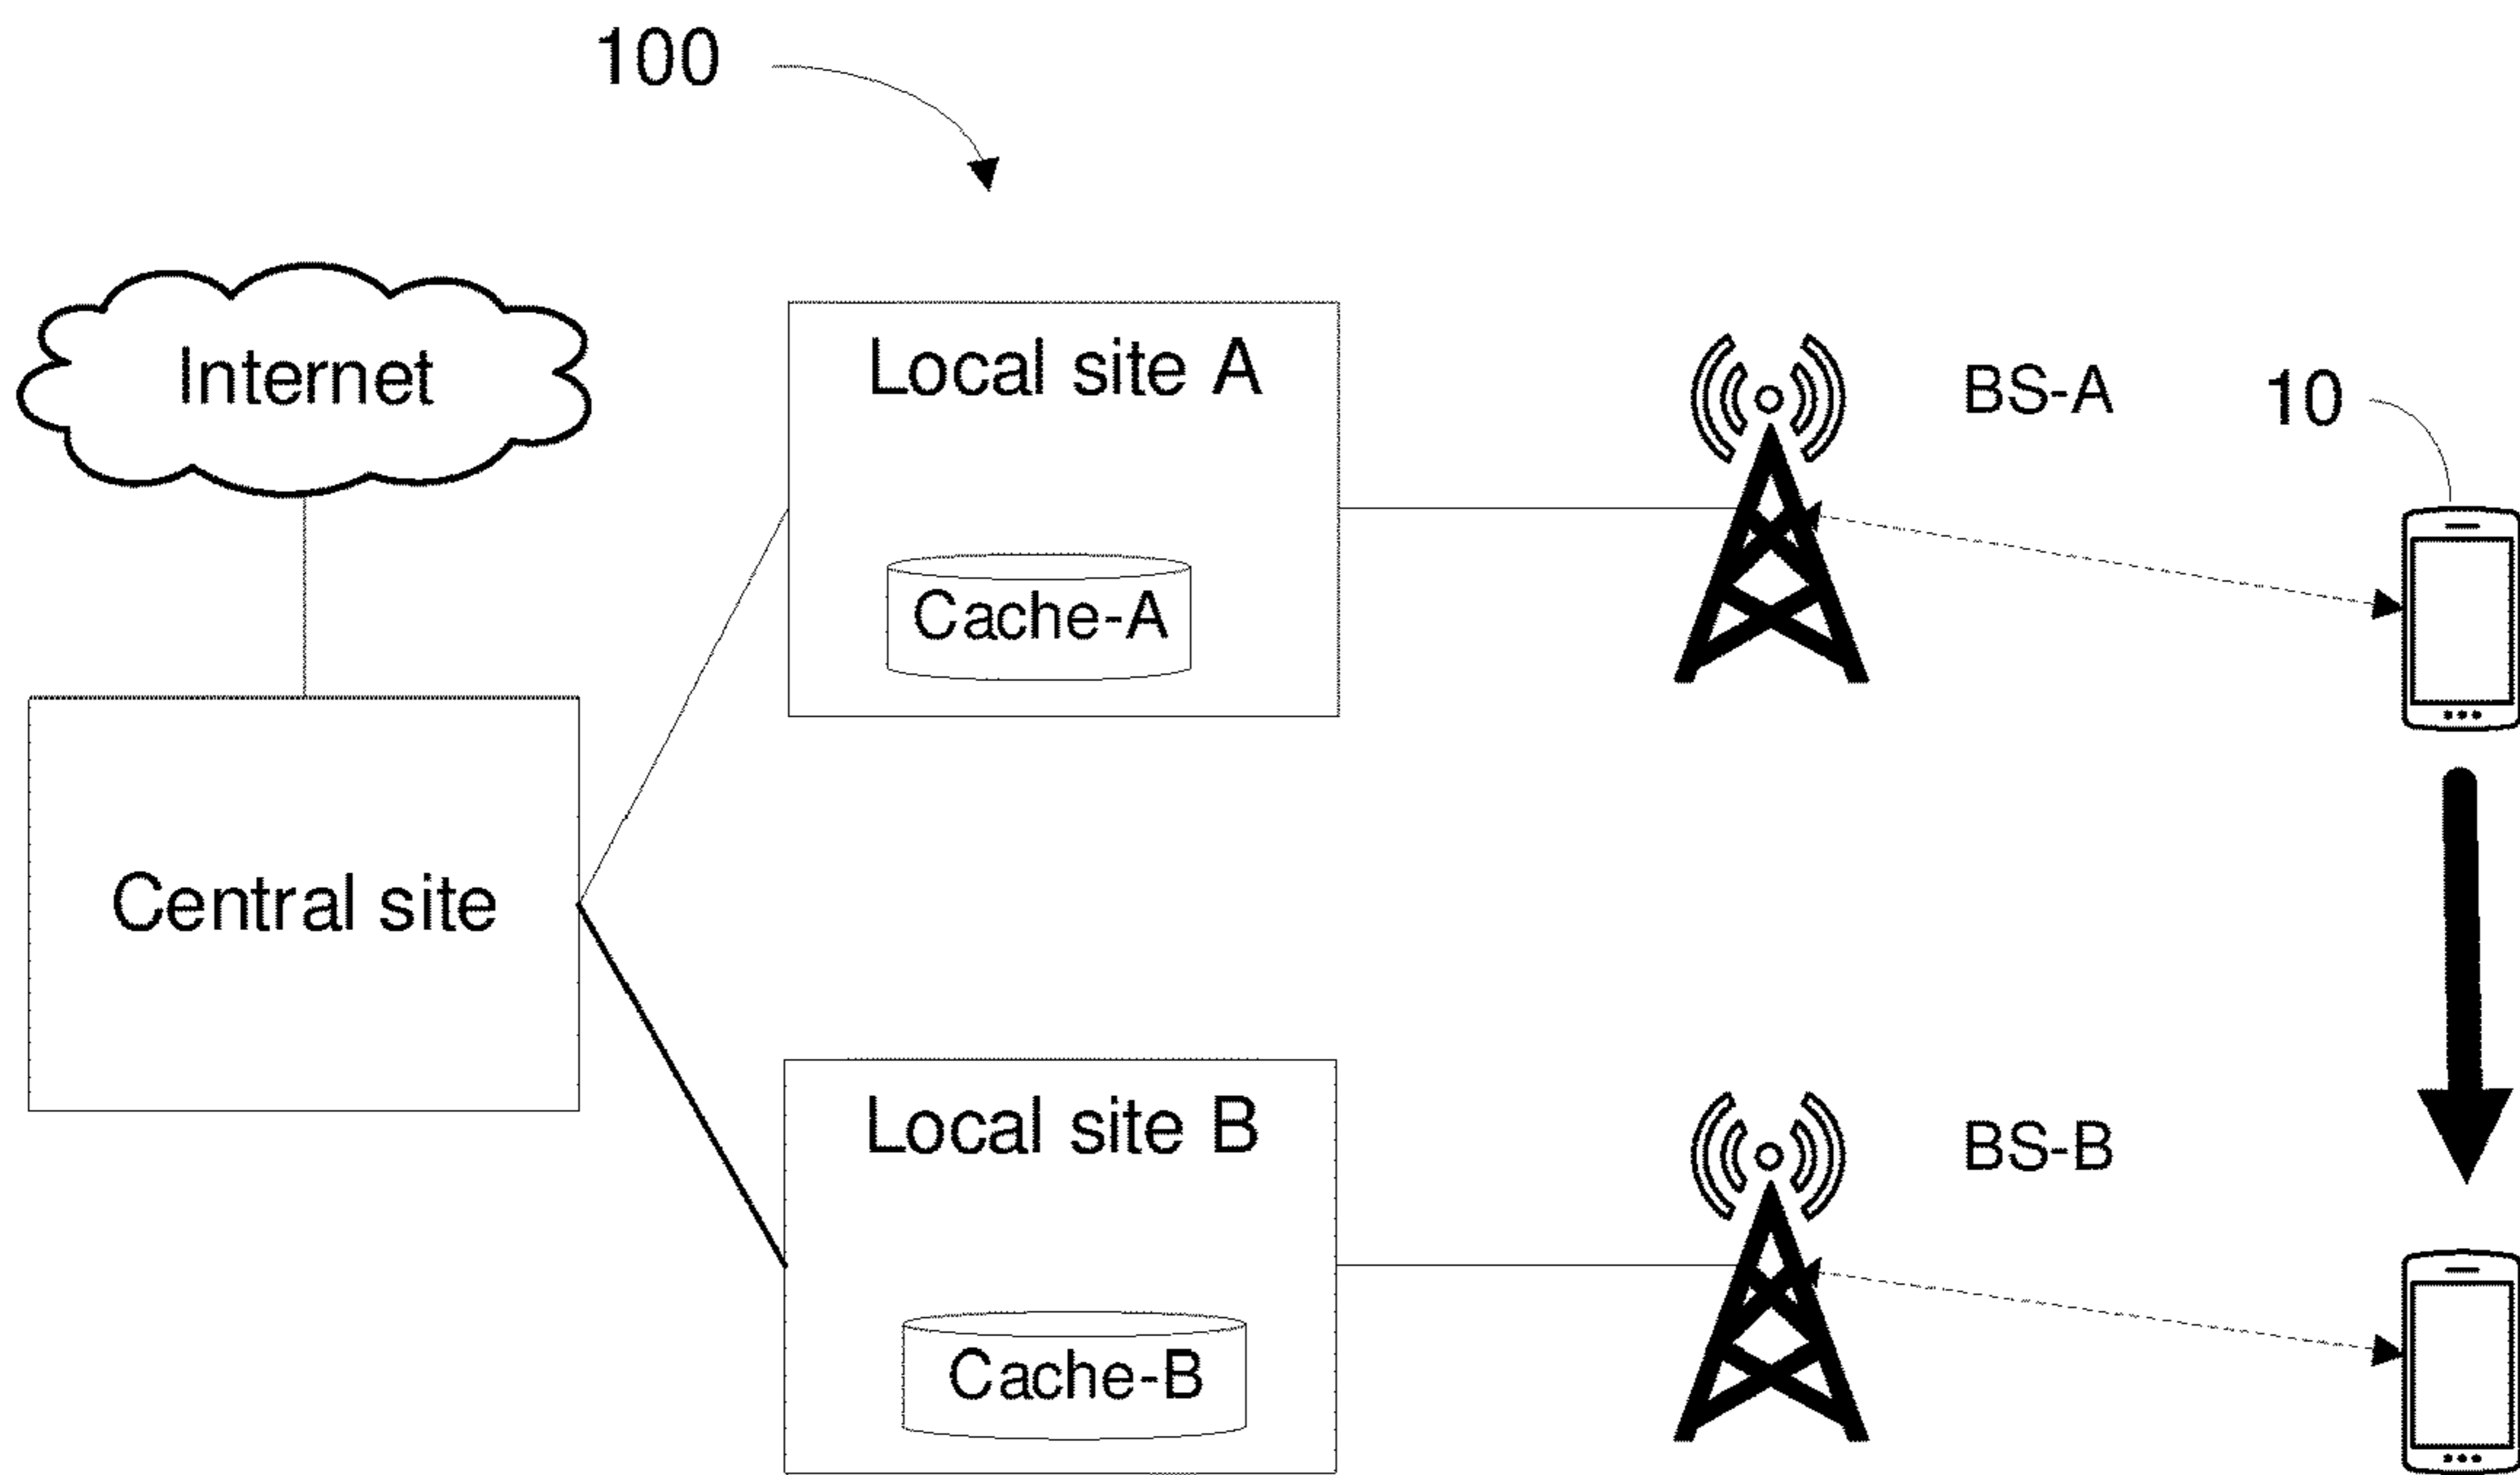 100
Internet
Local site A
BS-A
10
Cache-A
Central site
Local site B
BS-B
Cache-B